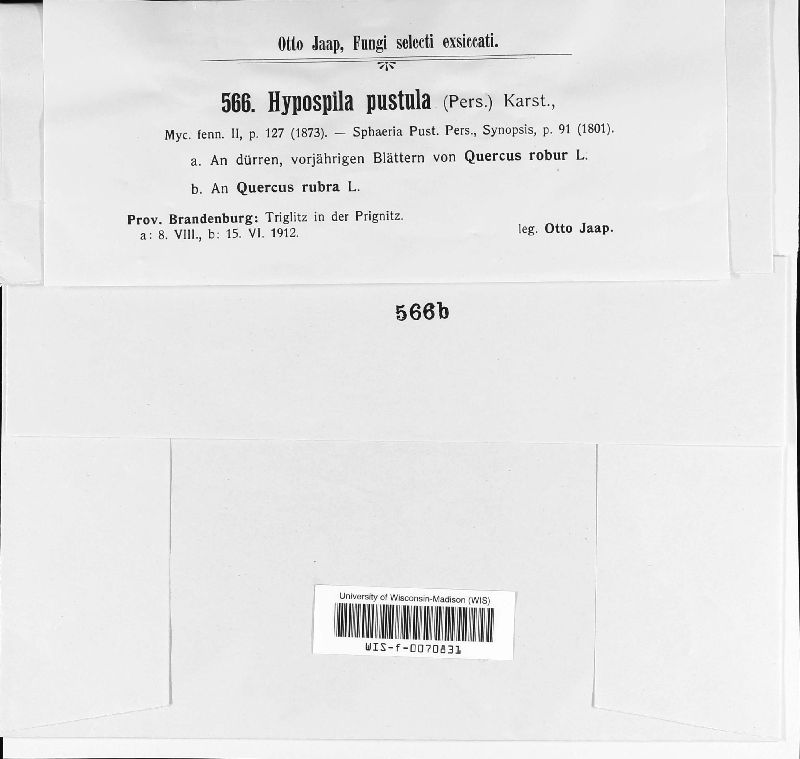 Otto Jaap, Fungi selecti exsiccati.
566. Hypospila pustula (Pers.) Karst.,
Myc. fenn. II, p. 127 (1873). — Sphaeria Pust. Pers., Synopsis, p. 91 (1801).
a. An dürren, vorjährigen Blättern von Quercus robur L.
b. An Quercus rubra L.
Prov. Brandenburg: Triglitz in der Prignitz.
a: 8. VIII., b: 15. VI. 1912.
leg. Otto Jaap.
566b
University of Wisconsin-Madison (WIS)
WIS-f-0070831